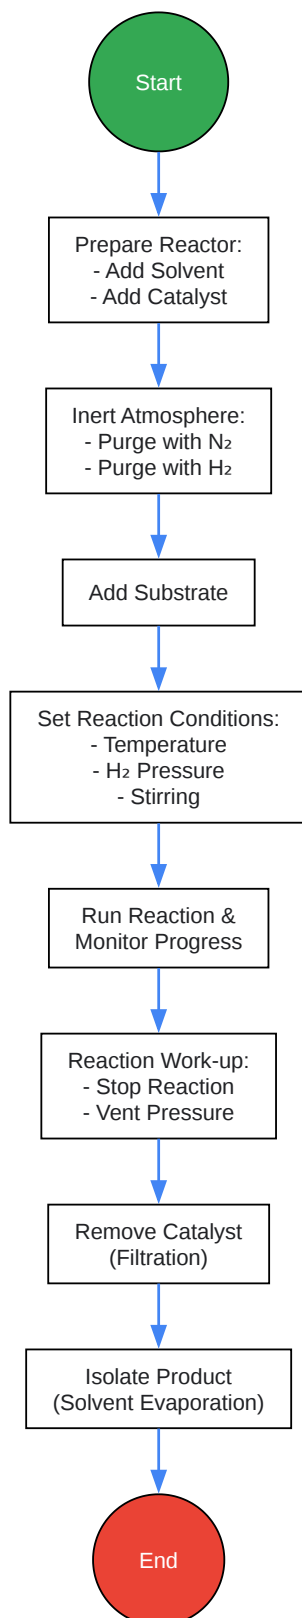 Start
Prepare Reactor:
- Add Solvent
- Add Catalyst
Inert Atmosphere:
- Purge with N₂
- Purge with H₂
Add Substrate
Set Reaction Conditions:
- Temperature
- H₂ Pressure
- Stirring
Run Reaction &
Monitor Progress
Reaction Work-up:
- Stop Reaction
- Vent Pressure
Remove Catalyst
(Filtration)
Isolate Product
(Solvent Evaporation)
End